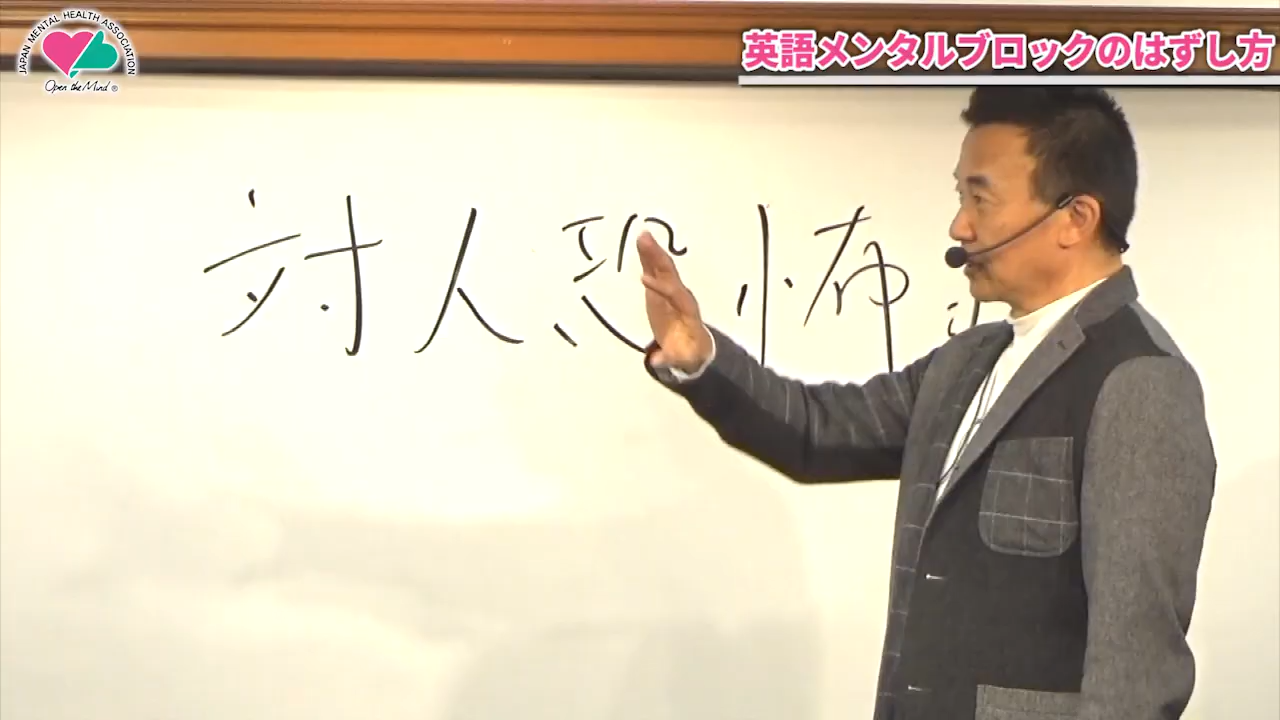 JAPAN MENTAL HEALTH ASSOCIATION
Open the Mind ®
英語メンタルブロックのはずし方
対人恐怖